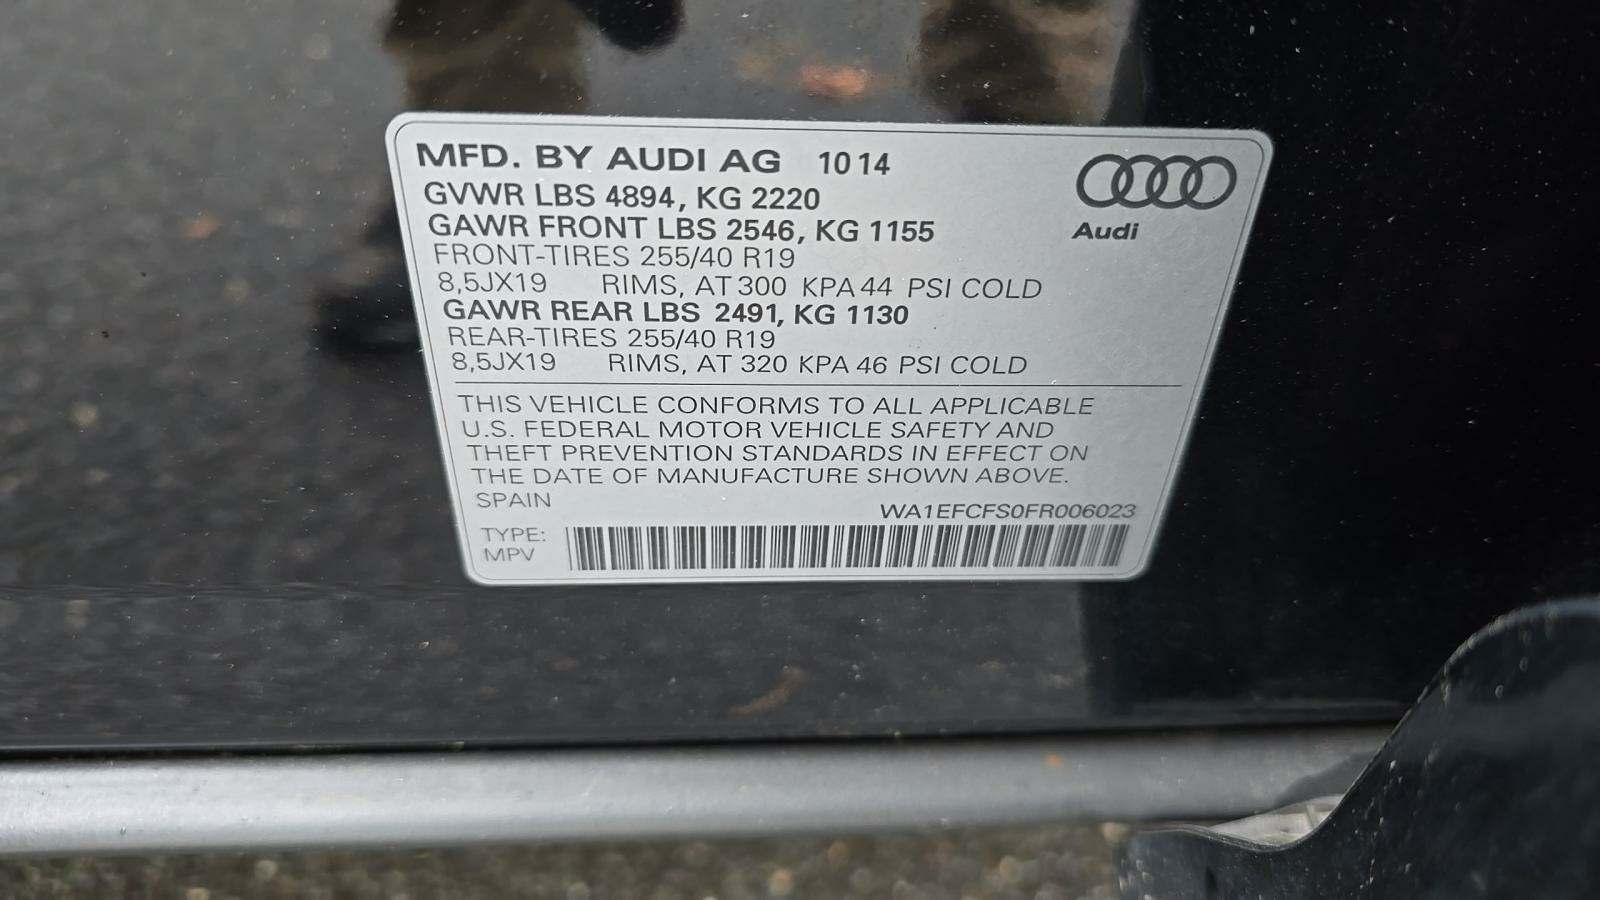 MFD. BY AUDI AG 10 14
GVWR LBS 4894, KG 2220
GAWR FRONT LBS 2546, KG 1155
Audi
FRONT-TIRES 255/40 R19
8,5JX19 RIMS, AT 300 KPA 44 PSI COLD
GAWR REAR LBS 2491, KG 1130
REAR-TIRES 255/40 R19
8,5JX19 RIMS, AT 320 KPA 46 PSI COLD
THIS VEHICLE CONFORMS TO ALL APPLICABLE
U.S. FEDERAL MOTOR VEHICLE SAFETY AND
THEFT PREVENTION STANDARDS IN EFFECT ON
THE DATE OF MANUFACTURE SHOWN ABOVE.
SPAIN
WA1EFCFS0FR006023
TYPE:
MPV